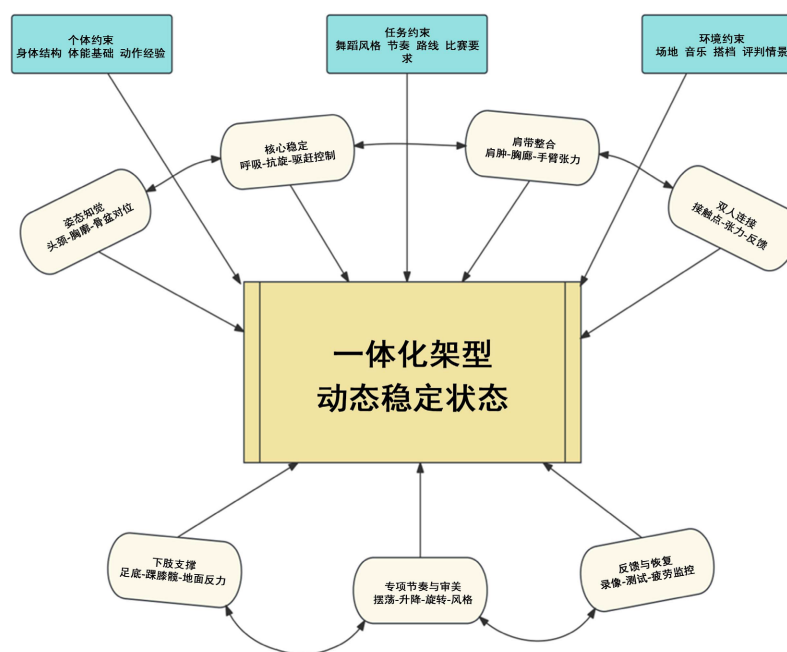 个体约束
身体结构 体能基础 动作经验
任务约束
舞蹈风格 节奏 路线 比赛要
求
环境约束
场地 音乐 搭档 评判情景
核心稳定
呼吸-抗旋-驱赶控制
肩带整合
肩肿-胸廊-手臂张力
姿态知觉
头颈-胸廓-骨盆对位
双人连接
接触点-张力-反馈
一体化架型
动态稳定状态
下肢支撑
足底-踝膝髋-地面反力
专项节奏与审美
摆荡-升降-旋转-风格
反馈与恢复
录像-测试-疲劳监控